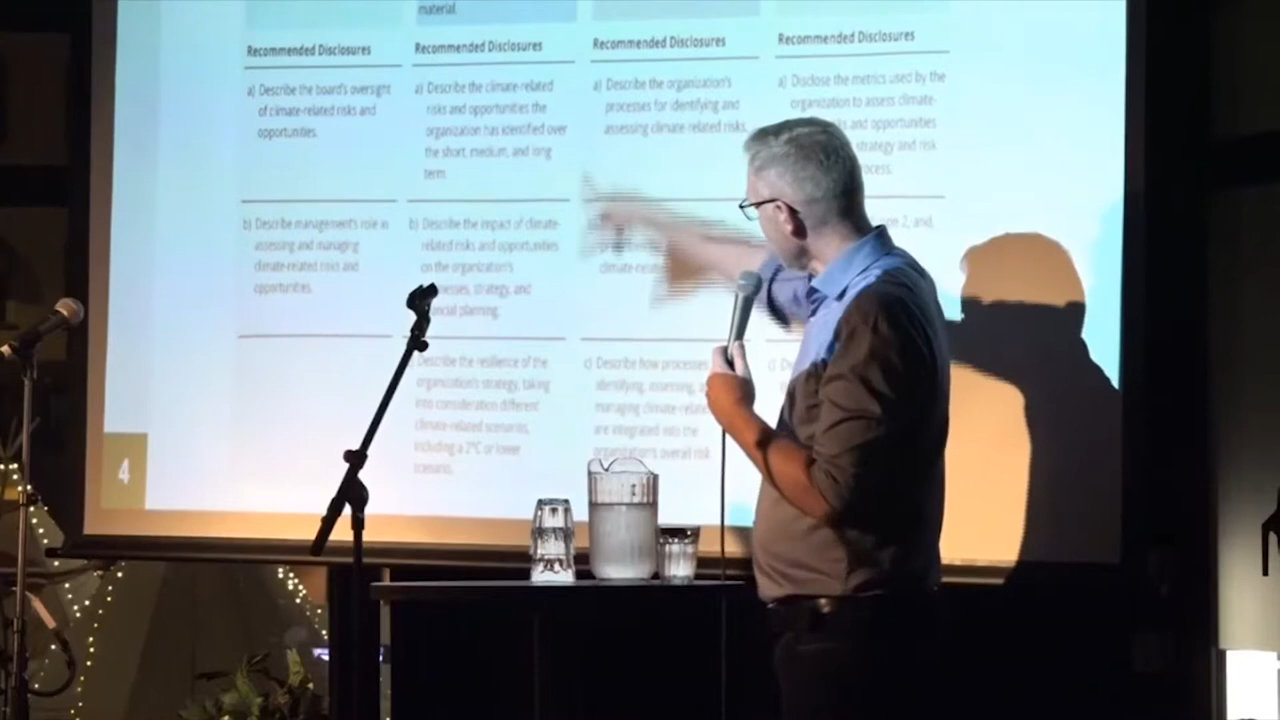 material.
Recommended Disclosures
a) Describe the board's oversight
of climate-related risks and
opportunities.
b) Describe management's role in
assessing and managing
climate-related risks and
opportunities.
Recommended Disclosures
a) Describe the climate-related
risks and opportunities the
organization has identified over
the short, medium, and long
term.
b) Describe the impact of climate-
related risks and opportunities
on the organization's
strategy, and
planning.
Describe the resilience of the
organization's strategy, taking
into consideration different
climate-related scenarios,
including a 2°C or lower
scenario.
Recommended Disclosures
a) Describe the organization's
processes for identifying and
assessing climate-related risks.
c) Describe how processes
identifying, assessing,
managing climate-related
are integrated into the
organization's overall risk
Recommended Disclosures
a) Disclose the metrics used by the
organization to assess climate-
and opportunities
strategy and risk
2, and,
4